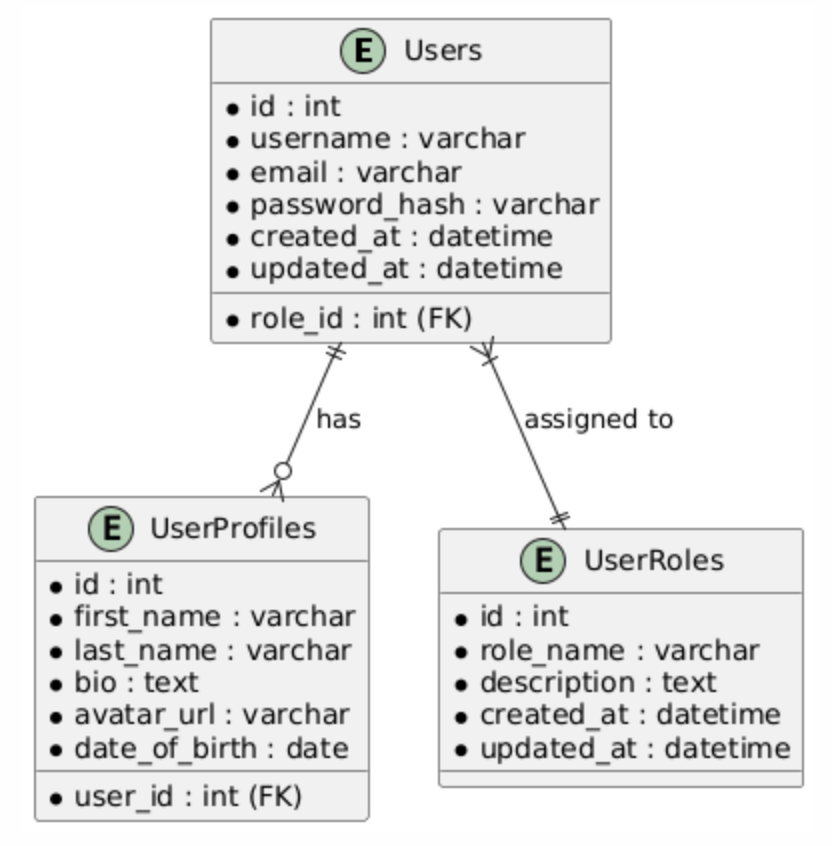 E Users
id : int
username : varchar
email : varchar
password_hash : varchar
created_at : datetime
updated_at : datetime
role_id : int (FK)
has
assigned to
E UserProfiles
id : int
first_name : varchar
last_name : varchar
bio : text
avatar_url : varchar
date_of_birth : date
user_id : int (FK)
E UserRoles
id : int
role_name : varchar
description : text
created_at : datetime
updated_at : datetime